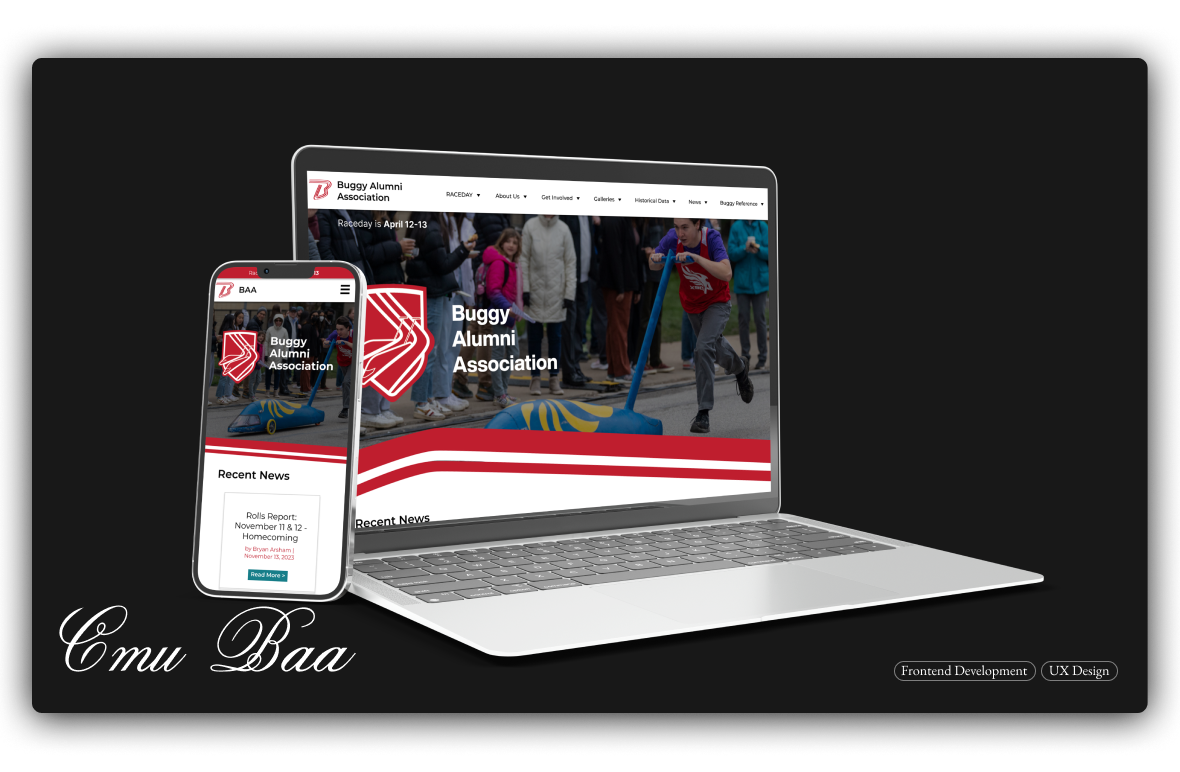 Buggy Alumni
Association
RACEDAY ▼ About Us ▼ Get Involved ▼ Galleries ▼ Historical Data ▼ News ▼ Buggy Reference ▼
Raceday is April 12-13
Buggy
Alumni
Association
Recent News
BAA
Buggy
Alumni
Association
Recent News
Rolls Report:
November 11 & 12 -
Homecoming
by Bryan Arsham |
November 13, 2023
Read More >
Cmu Baa
Frontend Development
UX Design